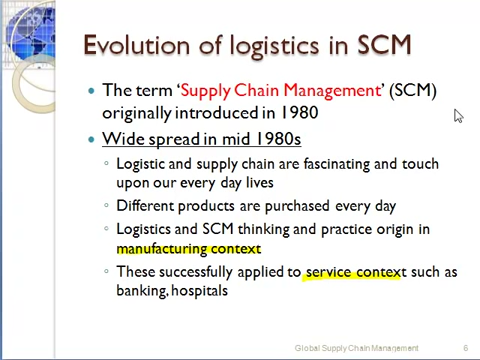 Evolution of logistics in SCM
• The term ‘Supply Chain Management’ (SCM)
originally introduced in 1980
• Wide spread in mid 1980s
◦ Logistic and supply chain are fascinating and touch
upon our every day lives
◦ Different products are purchased every day
◦ Logistics and SCM thinking and practice origin in
manufacturing context
◦ These successfully applied to service context such as
banking, hospitals
Global Supply Chain Management 6